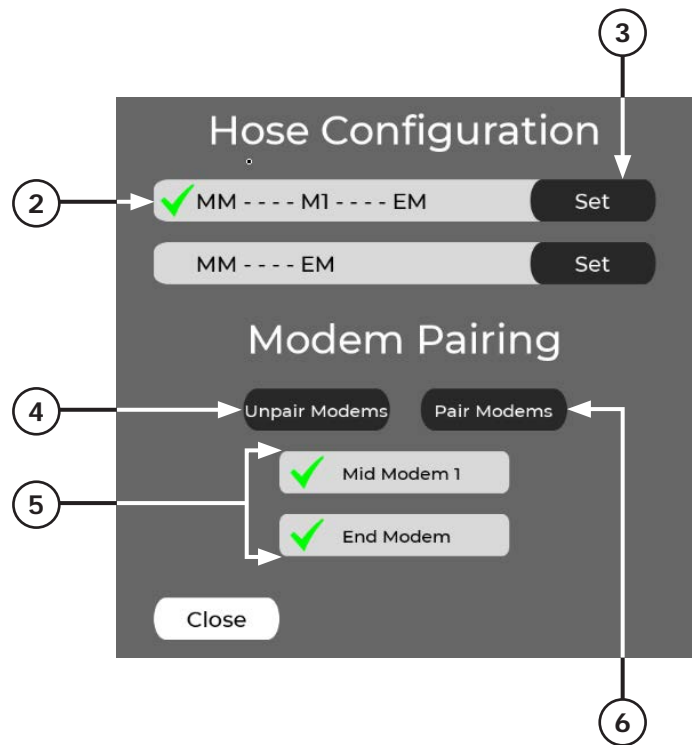 3
Hose Configuration
2
MM - - - - M1 - - - - EM
Set
MM - - - - EM
Set
Modem Pairing
4
Unpair Modems
Pair Modems
5
Mid Modem 1
End Modem
Close
6